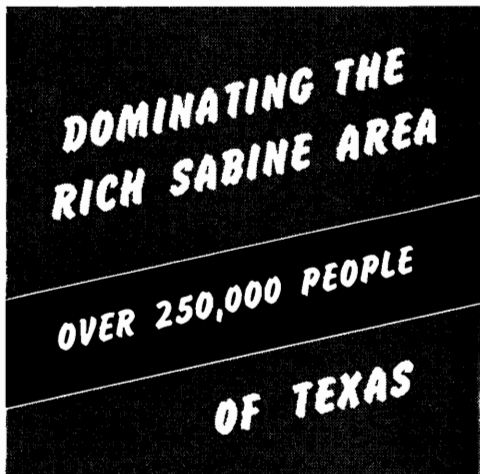 DOMINATING THE
RICH SABINE AREA
OVER 250,000 PEOPLE
OF TEXAS